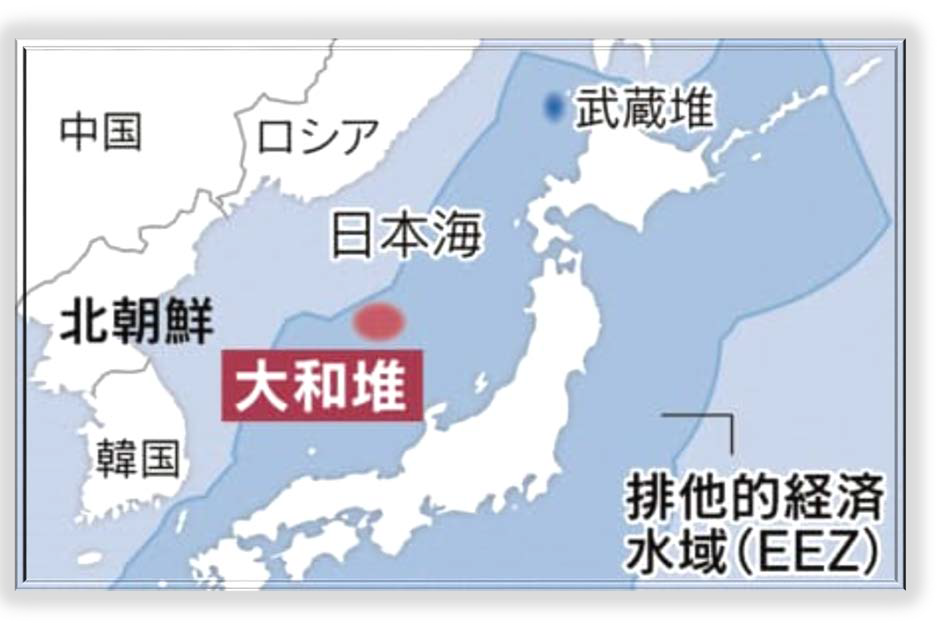 武蔵堆
中国
ロシア
日本海
北朝鮮
大和堆
韓国
排他的経済
水域(EEZ)